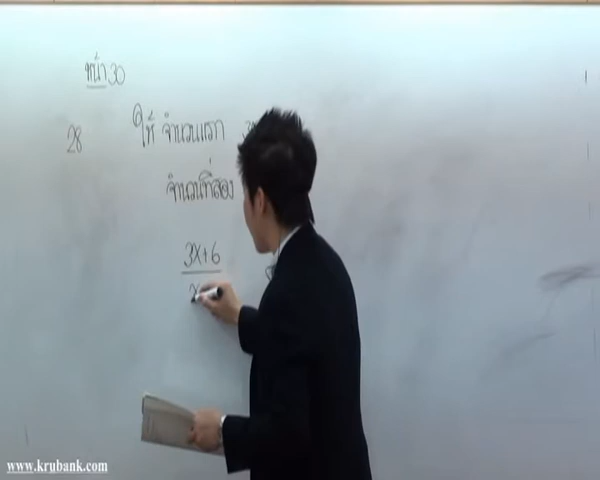 หน้า 30
28 ให้ จำนวนแรก
จำนวนที่สอง
3x+6
www.krubank.com